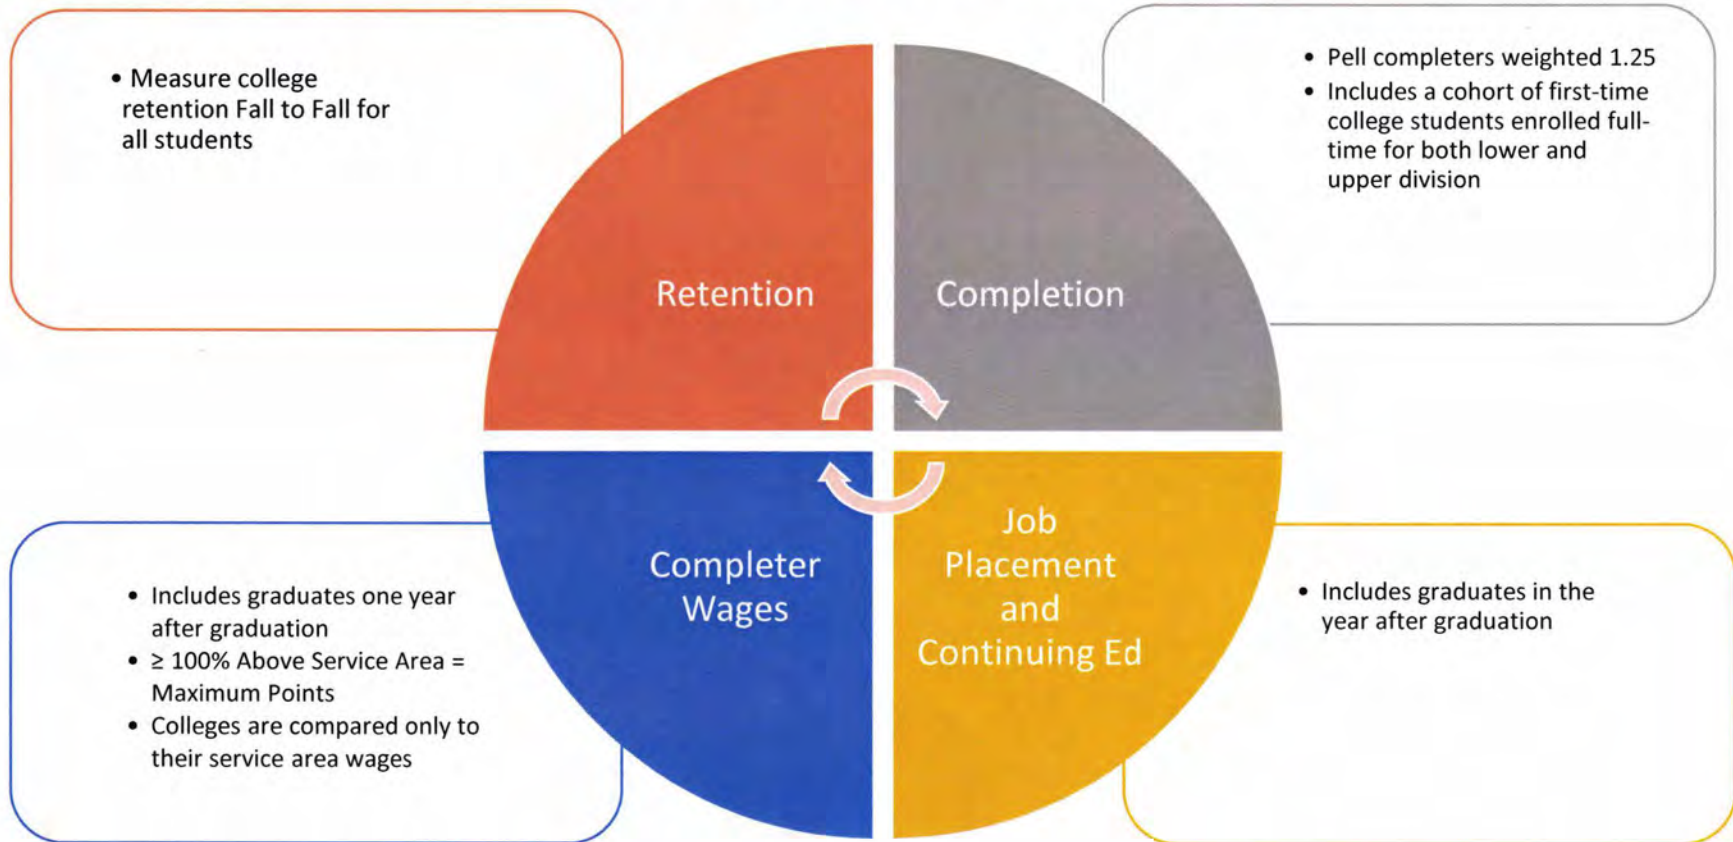 • Measure college
retention Fall to Fall for
all students
• Pell completers weighted 1.25
• Includes a cohort of first-time
college students enrolled full-
time for both lower and
upper division
Retention
Completion
Completer
Wages
Job
Placement
and
Continuing Ed
• Includes graduates one year
after graduation
• ≥ 100% Above Service Area =
Maximum Points
• Colleges are compared only to
their service area wages
• Includes graduates in the
year after graduation